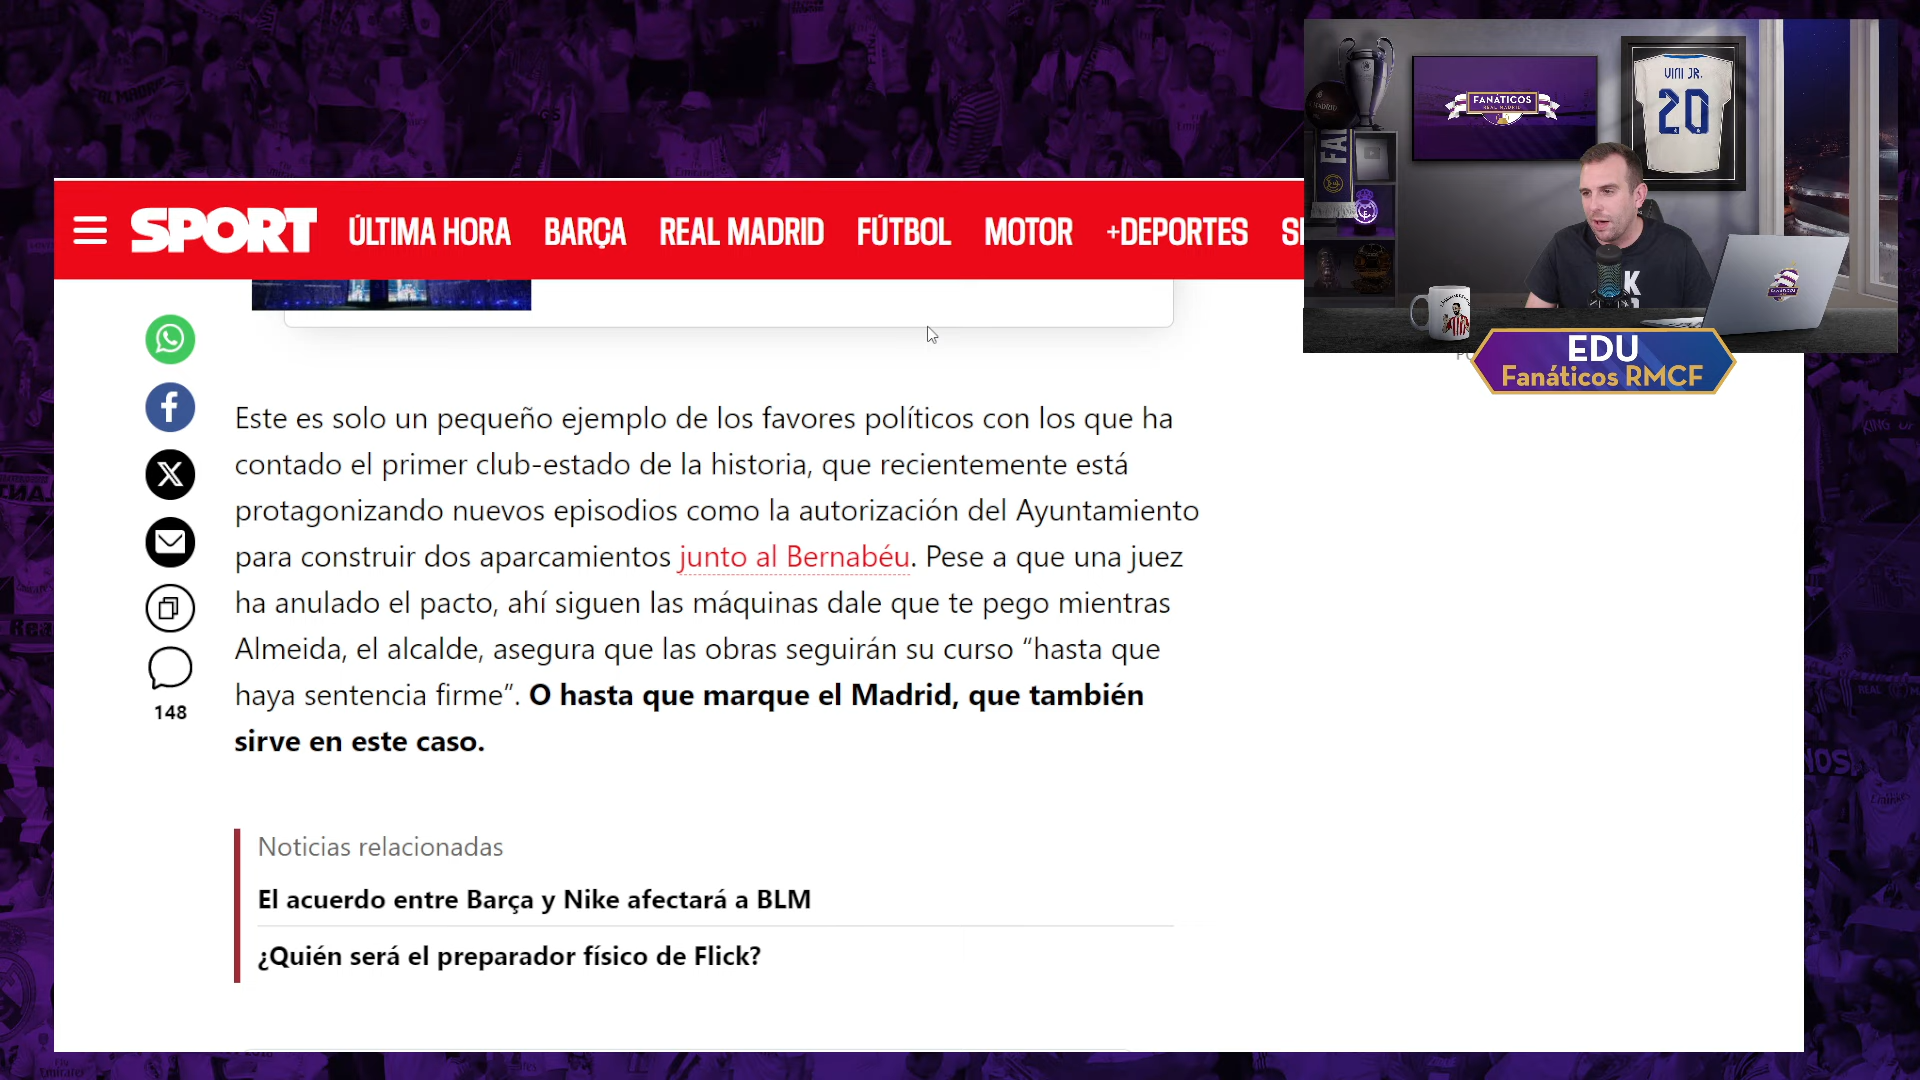 SPORT
ÚLTIMA HORA
BARÇA
REAL MADRID
FÚTBOL
MOTOR
+DEPORTES
FANÁTICOS
REAL MADRID
VINI JR.
20
EDU
Fanáticos RMCF
Este es solo un pequeño ejemplo de los favores políticos con los que ha
contado el primer club-estado de la historia, que recientemente está
protagonizando nuevos episodios como la autorización del Ayuntamiento
para construir dos aparcamientos junto al Bernabéu. Pese a que una juez
ha anulado el pacto, ahí siguen las máquinas dale que te pego mientras
Almeida, el alcalde, asegura que las obras seguirán su curso “hasta que
haya sentencia firme”. O hasta que marque el Madrid, que también
sirve en este caso.
148
Noticias relacionadas
El acuerdo entre Barça y Nike afectará a BLM
¿Quién será el preparador físico de Flick?